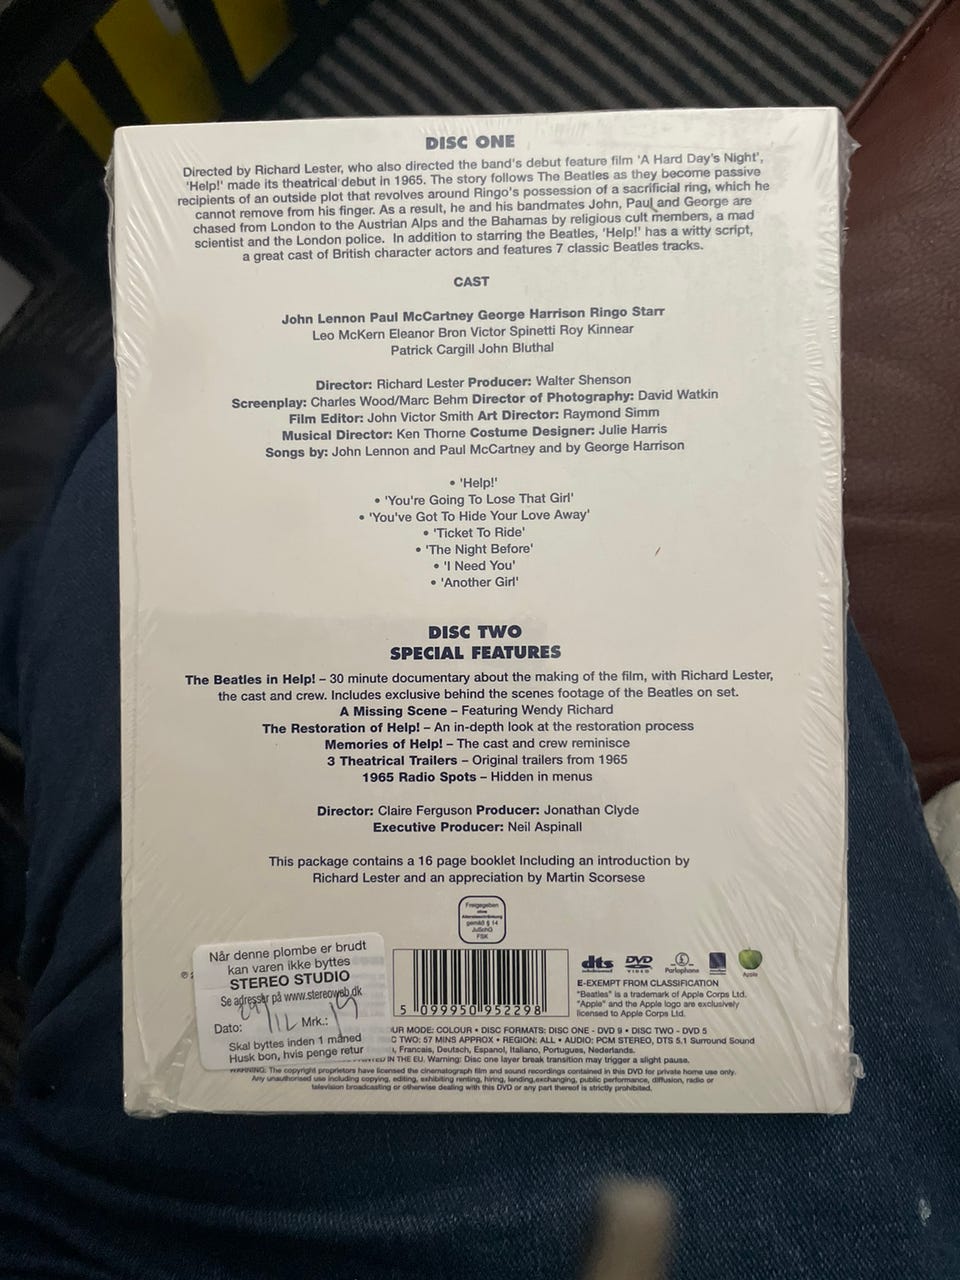 DISC ONE
Directed by Richard Lester, who also directed the band's debut feature film 'A Hard Day's Night',
'Help!' made its theatrical debut in 1965. The story follows The Beatles as they become passive
recipients of an outside plot that revolves around Ringo's possession of a sacrificial ring, which he
cannot remove from his finger. As a result, he and his bandmates John, Paul and George are
chased from London to the Austrian Alps and the Bahamas by religious cult members, a mad
scientist and the London police. In addition to starring the Beatles, 'Help!' has a witty script,
a great cast of British character actors and features 7 classic Beatles tracks.
CAST
John Lennon Paul McCartney George Harrison Ringo Starr
Leo McKern Eleanor Bron Victor Spinetti Roy Kinnear
Patrick Cargill John Bluthal
Director: Richard Lester Producer: Walter Shenson
Screenplay: Charles Wood/Marc Behm Director of Photography: David Watkin
Film Editor: John Victor Smith Art Director: Raymond Simm
Musical Director: Ken Thorne Costume Designer: Julie Harris
Songs by: John Lennon and Paul McCartney and by George Harrison
• 'Help!'
• 'You're Going To Lose That Girl'
• 'You've Got To Hide Your Love Away'
• 'Ticket To Ride'
• 'The Night Before'
• 'I Need You'
• 'Another Girl'
DISC TWO
SPECIAL FEATURES
The Beatles in Help! – 30 minute documentary about the making of the film, with Richard Lester,
the cast and crew. Includes exclusive behind the scenes footage of the Beatles on set.
A Missing Scene – Featuring Wendy Richard
The Restoration of Help! – An in-depth look at the restoration process
Memories of Help! – The cast and crew reminisce
3 Theatrical Trailers – Original trailers from 1965
1965 Radio Spots – Hidden in menus
Director: Claire Ferguson Producer: Jonathan Clyde
Executive Producer: Neil Aspinall
This package contains a 16 page booklet Including an introduction by
Richard Lester and an appreciation by Martin Scorsese
Freigegeben
ohne
Altersbeschränkung
gemäß § 14
JuSchG
FSK
Når denne plombe er brudt
kan varen ikke byttes
STEREO STUDIO
Se adresser på www.stereoweb.dk
Dato: Mrk.:
Skal byttes inden 1 måned
Husk bon, hvis penge retur
5 099950 952298
dts DVD VIDEO Parlophone Apple
E-EXEMPT FROM CLASSIFICATION
"Beatles" is a trademark of Apple Corps Ltd.
"Apple" and the Apple logo are exclusively
licensed to Apple Corps Ltd.
UR MODE: COLOUR • DISC FORMATS: DISC ONE - DVD 9 • DISC TWO - DVD 5
C TWO: 57 MINS APPROX • REGION: ALL • AUDIO: PCM STEREO, DTS 5.1 Surround Sound
, Francais, Deutsch, Espanol, Italiano, Portugues, Nederlands.
IN THE EU. Warning: Disc one layer break transition may trigger a slight pause.
WARNING: The copyright proprietors have licensed the cinematograph film and sound recordings contained in this DVD for private home use only.
Any unauthorised use including copying, editing, exhibiting renting, hiring, lending,exchanging, public performance, diffusion, radio or
television broadcasting or otherwise dealing with this DVD or any part thereof is strictly prohibited.